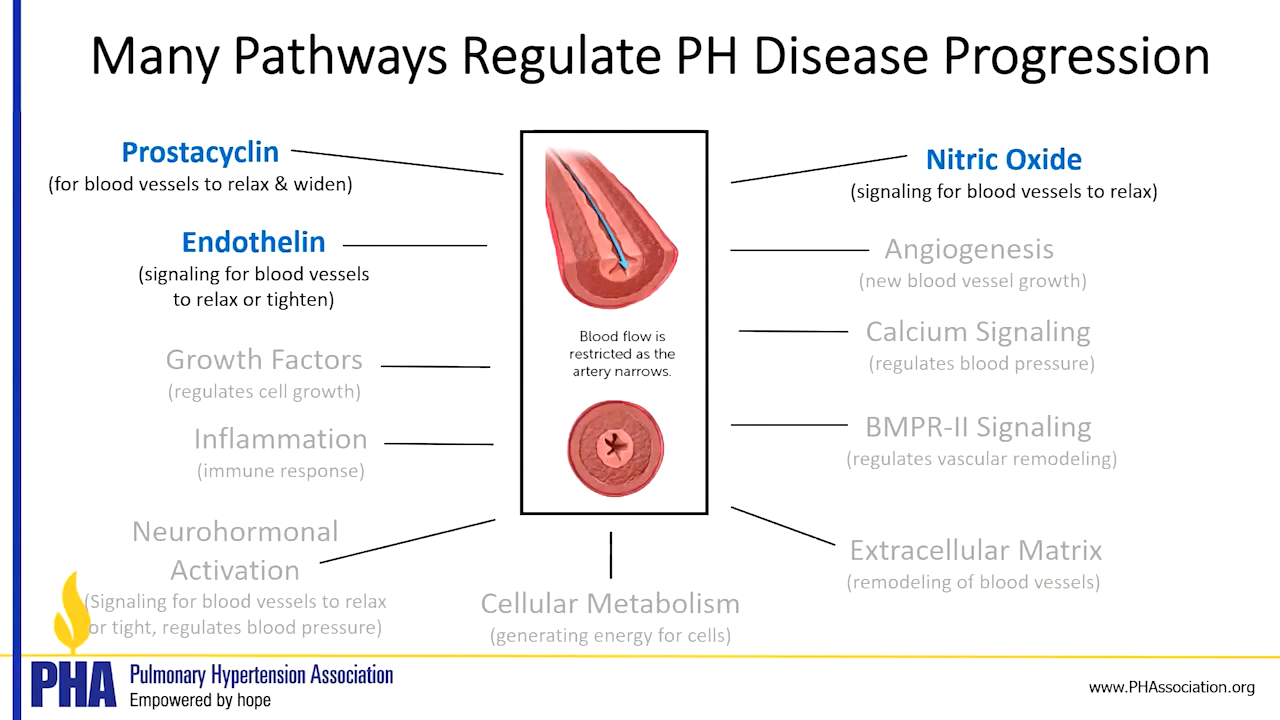 Many Pathways Regulate PH Disease Progression
Prostacyclin
(for blood vessels to relax & widen)
Endothelin
(signaling for blood vessels
to relax or tighten)
Growth Factors
(regulates cell growth)
Inflammation
(immune response)
Neurohormonal
Activation
(Signaling for blood vessels to relax
or tight, regulates blood pressure)
Blood flow is
restricted as the
artery narrows.
Cellular Metabolism
(generating energy for cells)
Nitric Oxide
(signaling for blood vessels to relax)
Angiogenesis
(new blood vessel growth)
Calcium Signaling
(regulates blood pressure)
BMPR-II Signaling
(regulates vascular remodeling)
Extracellular Matrix
(remodeling of blood vessels)
PHA
Pulmonary Hypertension Association
Empowered by hope
www.PHAssociation.org